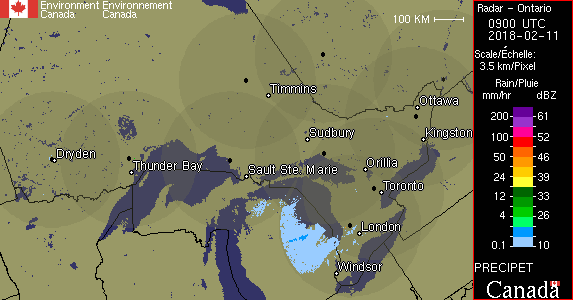 Environment Environnement
Canada Canada
100 KM
Timmins
Ottawa
Sudbury
Kingston
Dryden
Thunder Bay
Sault Ste. Marie
Orillia
Toronto
London
Windsor
Radar - Ontario
0900 UTC
2018-02-11
Scale/Échelle:
3.5 km/Pixel
Rain/Pluie
mm/hr dBZ
200 61
100 52
50 46
24 39
12 33
4 26
0.1 10
PRECIPET
Canada